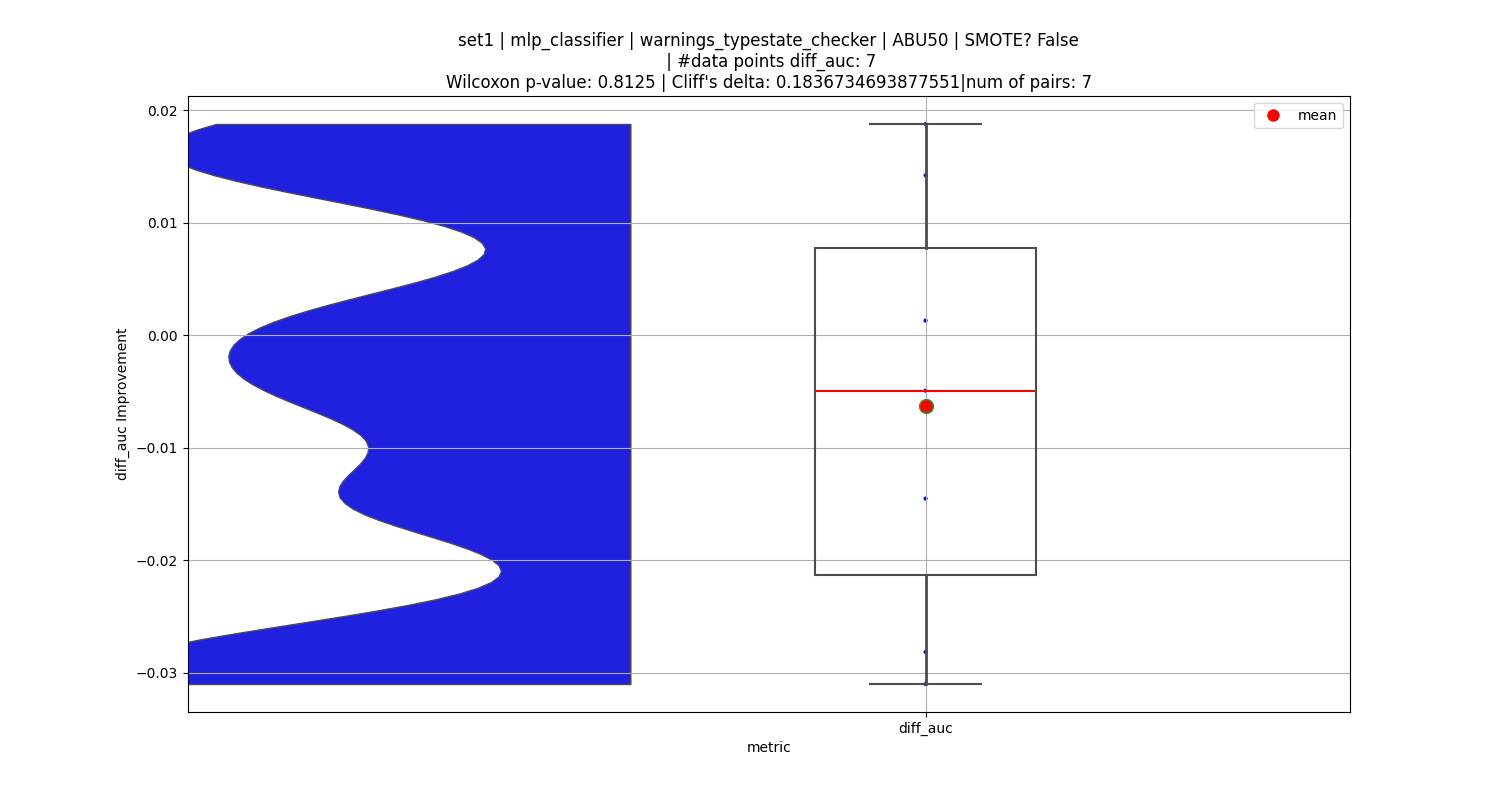 set1 | mlp_classifier | warnings_typestate_checker | ABU50 | SMOTE? False
| #data points diff_auc: 7
Wilcoxon p-value: 0.8125 | Cliff's delta: 0.1836734693877551|num of pairs: 7
mean
0.02
0.01
0.00
−0.01
−0.02
−0.03
diff_auc Improvement
diff_auc
metric